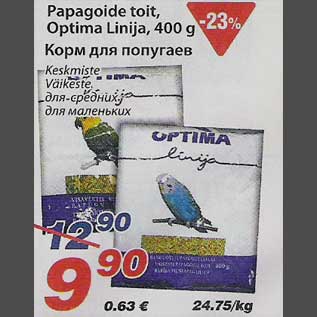 Papagoide toit,
Optima Linija, 400 g
-23%
Корм для попугаев
Keskmiste
Väikeste
для средних
для маленьких
OPTIMA
linija
12.90
9.90
0.63 €
24.75/kg